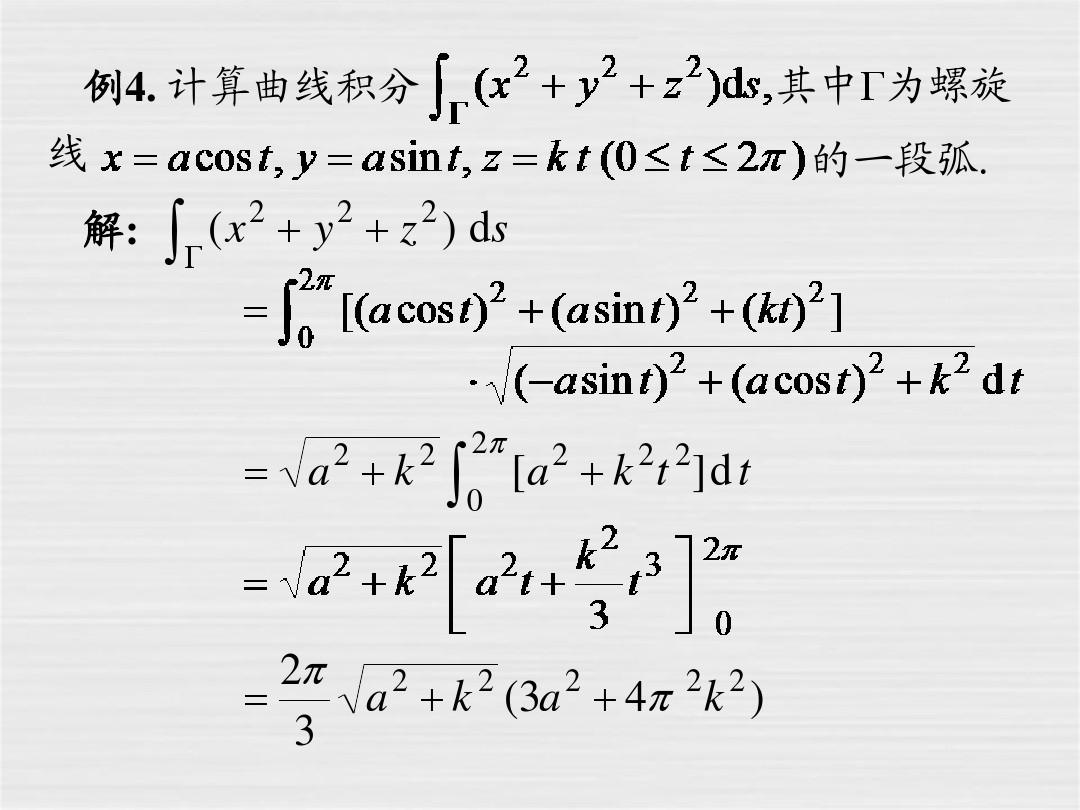 例4. 计算曲线积分 ∫_Γ (x² + y² + z²)ds, 其中Γ为螺旋
线 x = a cos t, y = a sin t, z = k t (0 ≤ t ≤ 2π) 的一段弧.
解: ∫_Γ (x² + y² + z²) ds
= ∫₀^{2π} [(a cos t)² + (a sin t)² + (kt)²]
· √((−a sin t)² + (a cos t)² + k²) dt
= √(a² + k²) ∫₀^{2π} [a² + k²t²] dt
= √(a² + k²) [a²t + k²/3 t³]₀^{2π}
= 2π/3 √(a² + k²) (3a² + 4π²k²)